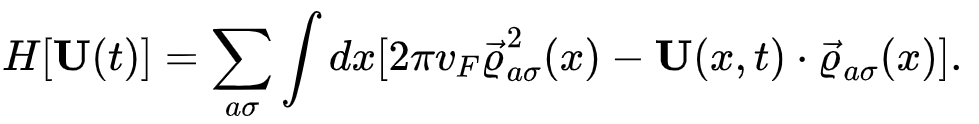 H[𝐔(t)] = ∑_{aσ} ∫ dx[2πv_F ϱ⃗²_{aσ}(x) − 𝐔(x, t) · ϱ⃗_{aσ}(x)].